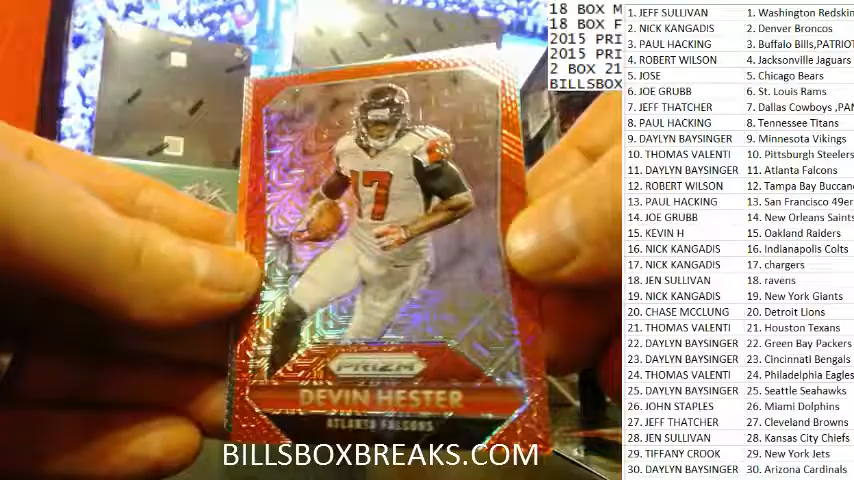 18 BOX M
18 BOX F
2015 PRI
2015 PRI
2 BOX 21
BILLSBOX
17
PRIZM
DEVIN HESTER
ATLANTA FALCONS
BILLSBOXBREAKS.COM
1. JEFF SULLIVAN 1. Washington Redskin
2. NICK KANGADIS 2. Denver Broncos
3. PAUL HACKING 3. Buffalo Bills,PATRIOT
4. ROBERT WILSON 4. Jacksonville Jaguars
5. JOSE 5. Chicago Bears
6. JOE GRUBB 6. St. Louis Rams
7. JEFF THATCHER 7. Dallas Cowboys ,PAN
8. PAUL HACKING 8. Tennessee Titans
9. DAYLYN BAYSINGER 9. Minnesota Vikings
10. THOMAS VALENTI 10. Pittsburgh Steelers
11. DAYLYN BAYSINGER 11. Atlanta Falcons
12. ROBERT WILSON 12. Tampa Bay Buccan
13. PAUL HACKING 13. San Francisco 49er
14. JOE GRUBB 14. New Orleans Saints
15. KEVIN H 15. Oakland Raiders
16. NICK KANGADIS 16. Indianapolis Colts
17. NICK KANGADIS 17. chargers
18. JEN SULLIVAN 18. ravens
19. NICK KANGADIS 19. New York Giants
20. CHASE MCCLUNG 20. Detroit Lions
21. THOMAS VALENTI 21. Houston Texans
22. DAYLYN BAYSINGER 22. Green Bay Packers
23. DAYLYN BAYSINGER 23. Cincinnati Bengals
24. THOMAS VALENTI 24. Philadelphia Eagles
25. DAYLYN BAYSINGER 25. Seattle Seahawks
26. JOHN STAPLES 26. Miami Dolphins
27. JEFF THATCHER 27. Cleveland Browns
28. JEN SULLIVAN 28. Kansas City Chiefs
29. TIFFANY CROOK 29. New York Jets
30. DAYLYN BAYSINGER 30. Arizona Cardinals